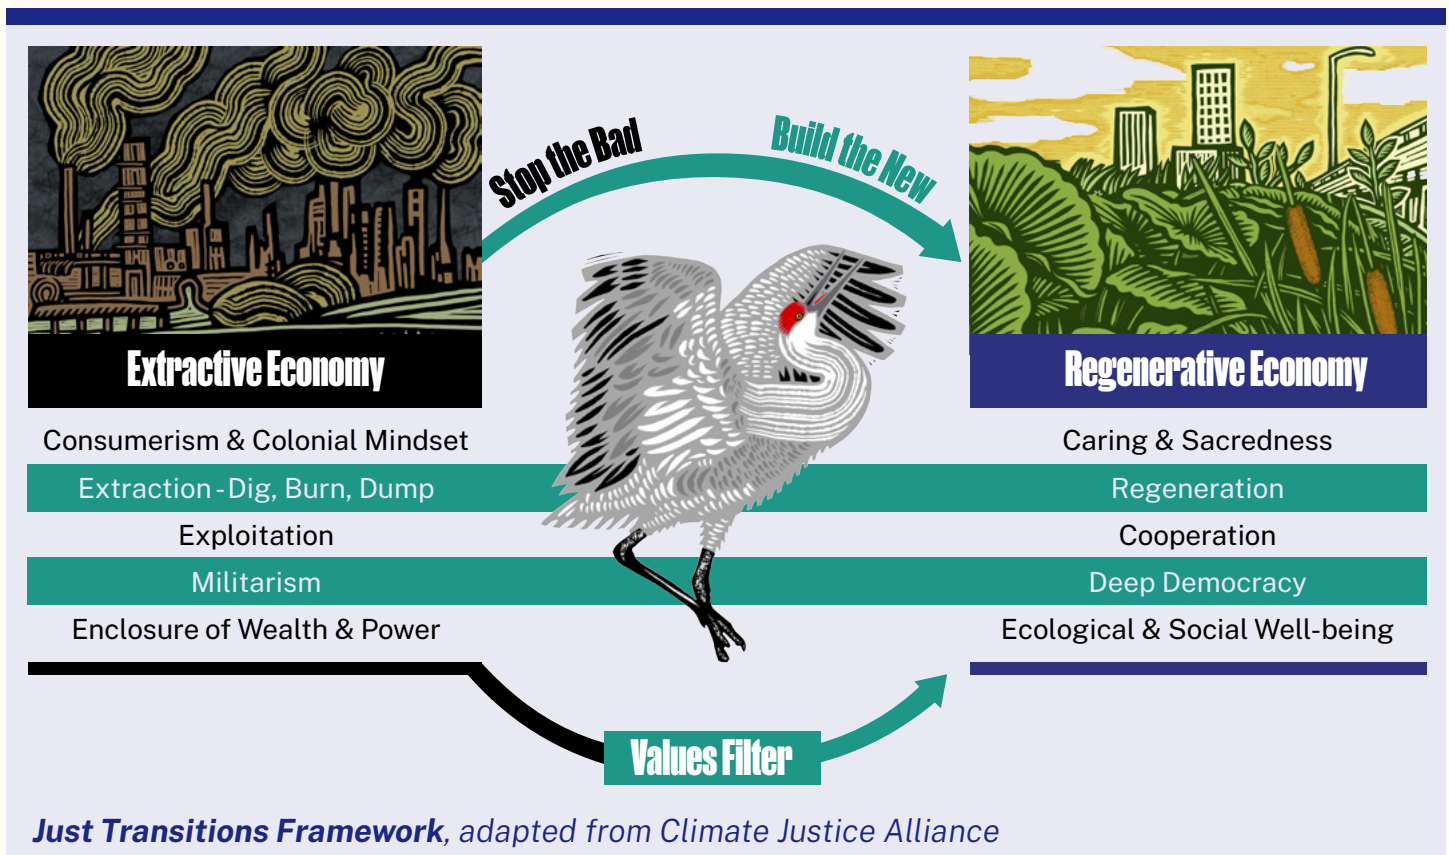 Stop the Bad
Build the New
Extractive Economy
Regenerative Economy
Consumerism & Colonial Mindset
Caring & Sacredness
Extraction - Dig, Burn, Dump
Regeneration
Exploitation
Cooperation
Militarism
Deep Democracy
Enclosure of Wealth & Power
Ecological & Social Well-being
Values Filter
Just Transitions Framework, adapted from Climate Justice Alliance